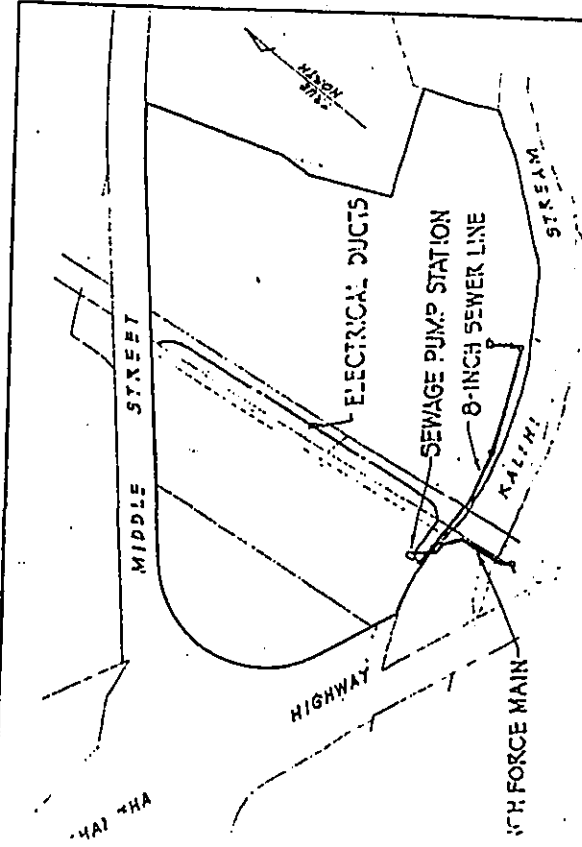 TRUE
NORTH
MIDDLE STREET
ELECTRICAL DUCTS
SEWAGE PUMP STATION
8-INCH SEWER LINE
KALIHI STREAM
HIGHWAY
FORCE MAIN